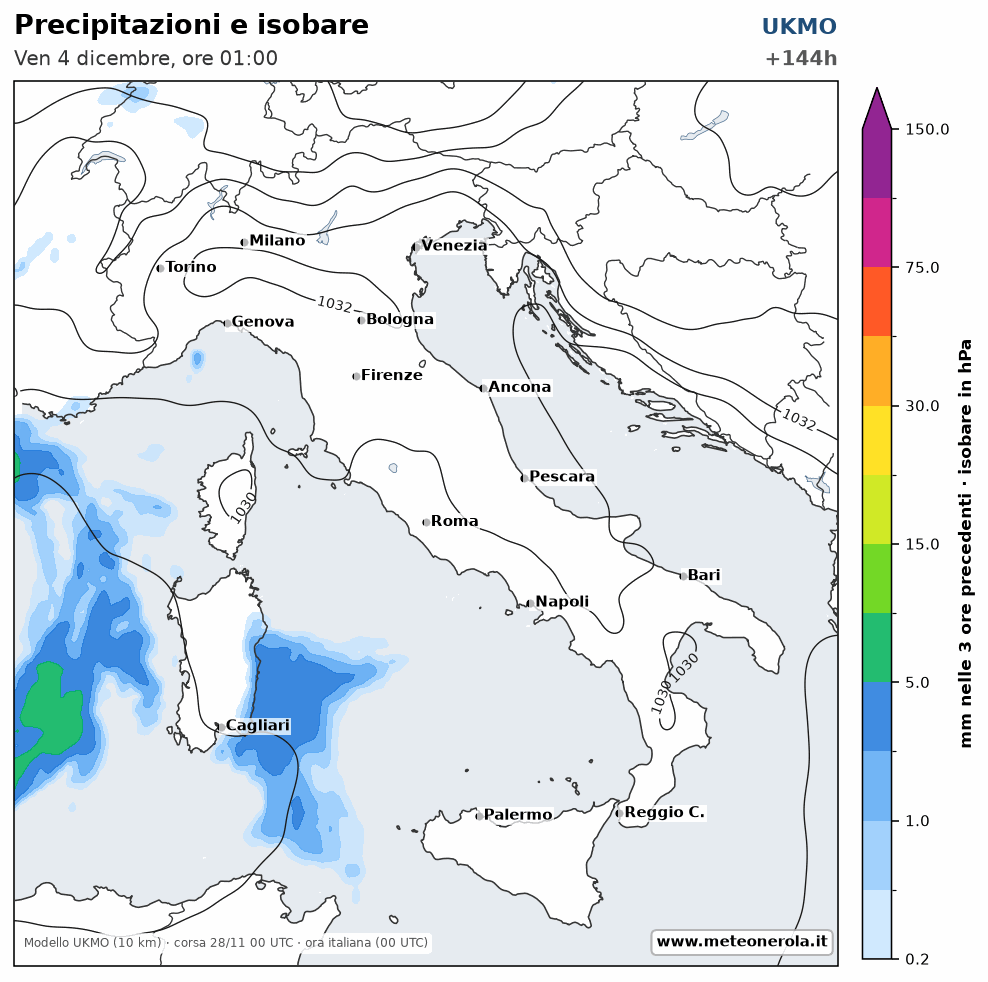 Precipitazioni e isobare
UKMO
Ven 4 dicembre, ore 01:00
+144h
150.0
75.0
30.0
15.0
5.0
1.0
0.2
mm nelle 3 ore precedenti · isobare in hPa
Milano
Venezia
Torino
1032
Genova
Bologna
Firenze
Ancona
1032
Pescara
1030
Roma
Bari
Napoli
1030
1030
Cagliari
Palermo
Reggio C.
Modello UKMO (10 km) · corsa 28/11 00 UTC · ora italiana (00 UTC)
www.meteonerola.it